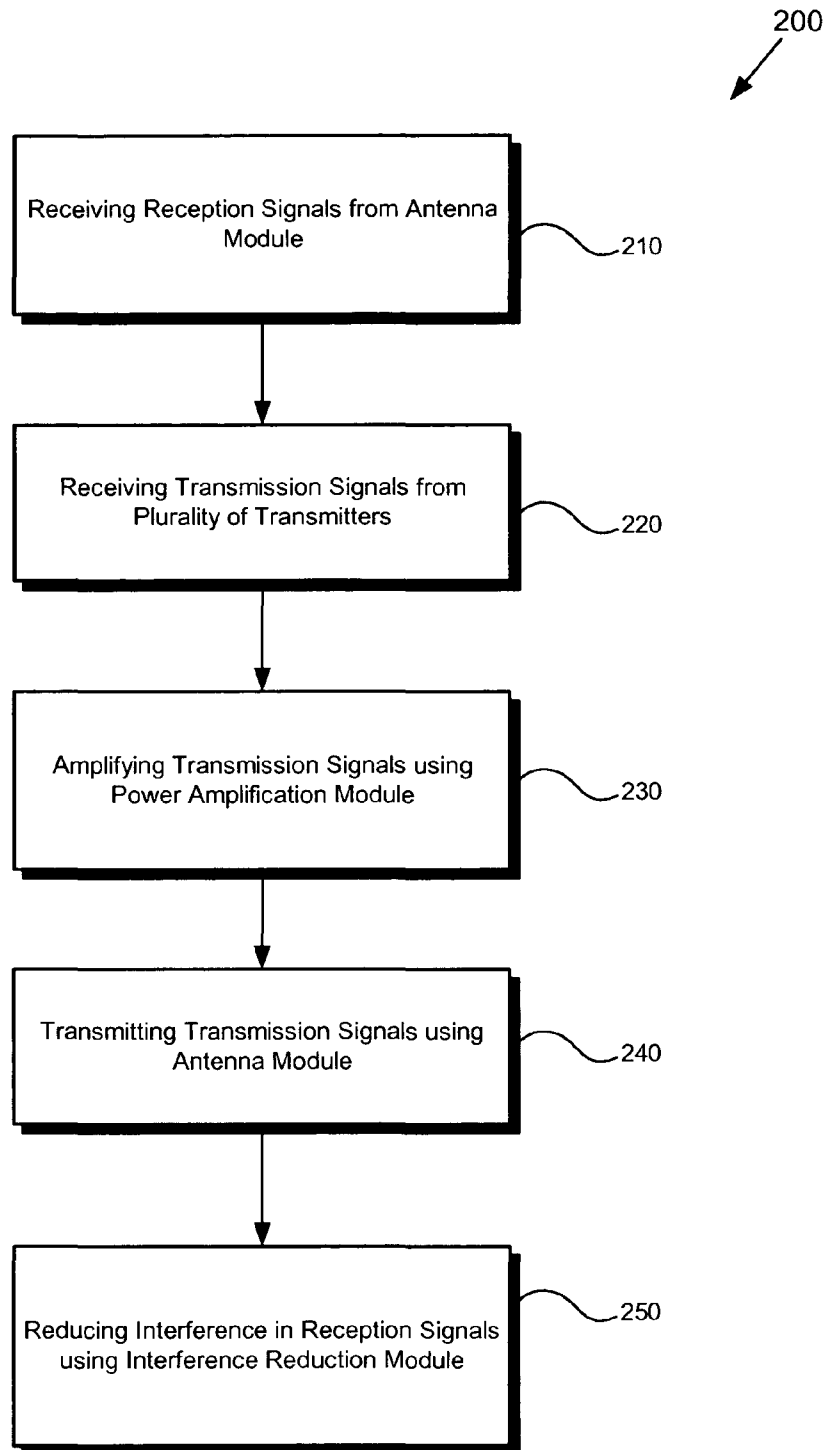 200
Receiving Reception Signals from Antenna
Module
210
Receiving Transmission Signals from
Plurality of Transmitters
220
Amplifying Transmission Signals using
Power Amplification Module
230
Transmitting Transmission Signals using
Antenna Module
240
Reducing Interference in Reception Signals
using Interference Reduction Module
250